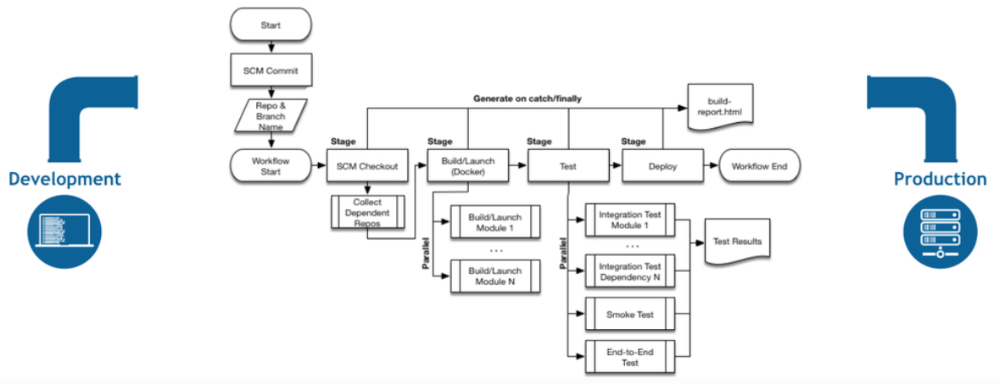 Start
SCM Commit
Repo &
Branch
Name
Workflow
Start
Generate on catch/finally
build-
report.html
Stage
SCM Checkout
Collect
Dependent
Repos
Stage
Build/Launch
(Docker)
Parallel
Build/Launch
Module 1
...
Build/Launch
Module N
Stage
Test
Parallel
Integration Test
Module 1
...
Integration Test
Dependency N
Smoke Test
End-to-End
Test
Test Results
Stage
Deploy
Workflow End
Development
Production